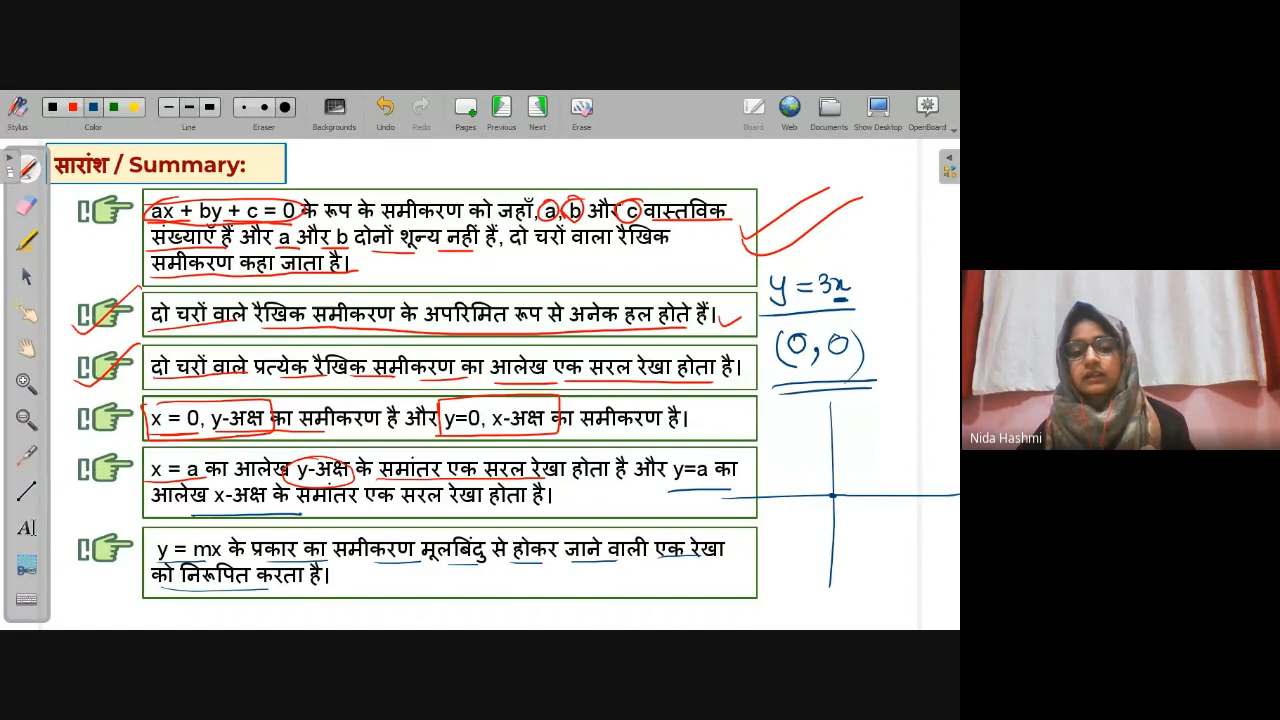 Stylus
Color
Line
Eraser
Backgrounds
Undo
Redo
Pages
Previous
Next
Erase
Board
Web
Documents
Show Desktop
OpenBoard
सारांश / Summary:
ax + by + c = 0 के रूप के समीकरण को जहाँ, a, b और c वास्तविक
संख्याएँ हैं और a और b दोनों शून्य नहीं हैं, दो चरों वाला रैखिक
समीकरण कहा जाता है।
दो चरों वाले रैखिक समीकरण के अपरिमित रूप से अनेक हल होते हैं।
दो चरों वाले प्रत्येक रैखिक समीकरण का आलेख एक सरल रेखा होता है।
x = 0, y-अक्ष का समीकरण है और y=0, x-अक्ष का समीकरण है।
x = a का आलेख y-अक्ष के समांतर एक सरल रेखा होता है और y=a का
आलेख x-अक्ष के समांतर एक सरल रेखा होता है।
y = mx के प्रकार का समीकरण मूलबिंदु से होकर जाने वाली एक रेखा
को निरूपित करता है।
y = 3x
(0, 0)
Nida Hashmi